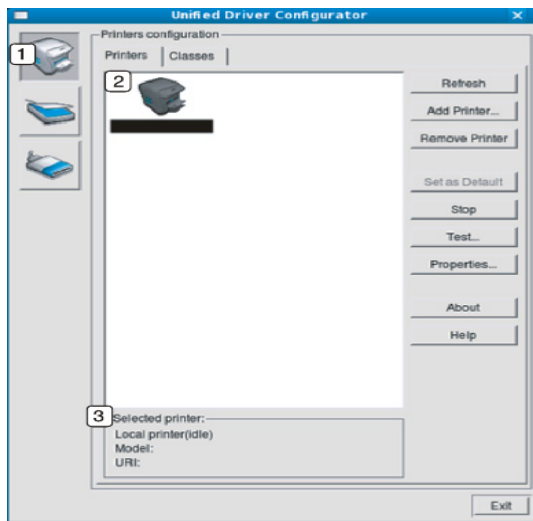 Unified Driver Configurator
Printers configuration
1
Printers
Classes
2
Refresh
Add Printer...
Remove Printer
Set as Default
Stop
Test...
Properties...
About
Help
3
Selected printer:
Local printer(idle)
Model:
URI:
Exit